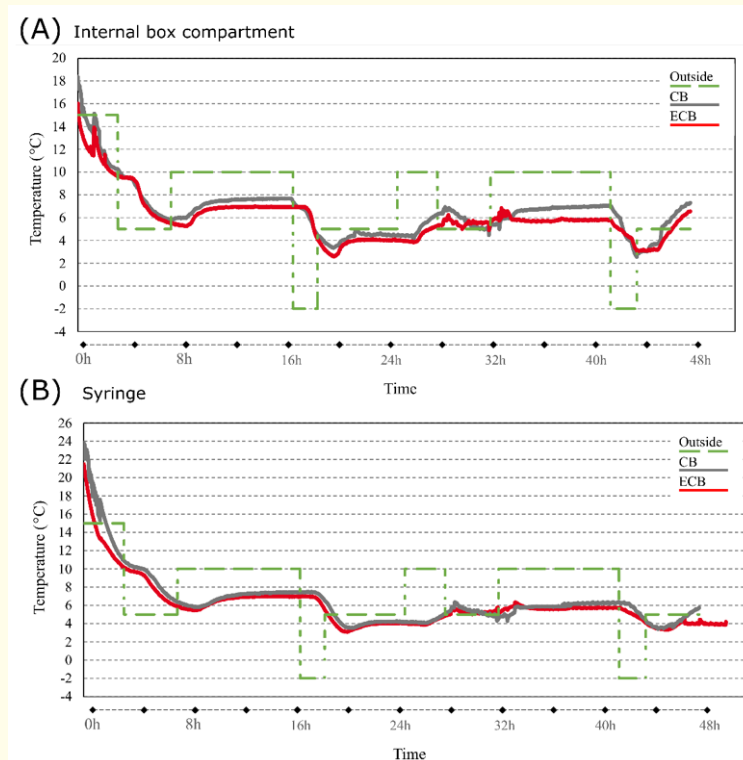 (A) Internal box compartment
20
18
16
14
12
10
8
6
4
2
0
-2
-4
Temperature (°C)
Outside
CB
ECB
0h 8h 16h 24h 32h 40h 48h
Time
(B) Syringe
26
24
22
20
18
16
14
12
10
8
6
4
2
0
-2
-4
Temperature (°C)
Outside
CB
ECB
0h 8h 16h 24h 32h 40h 48h
Time